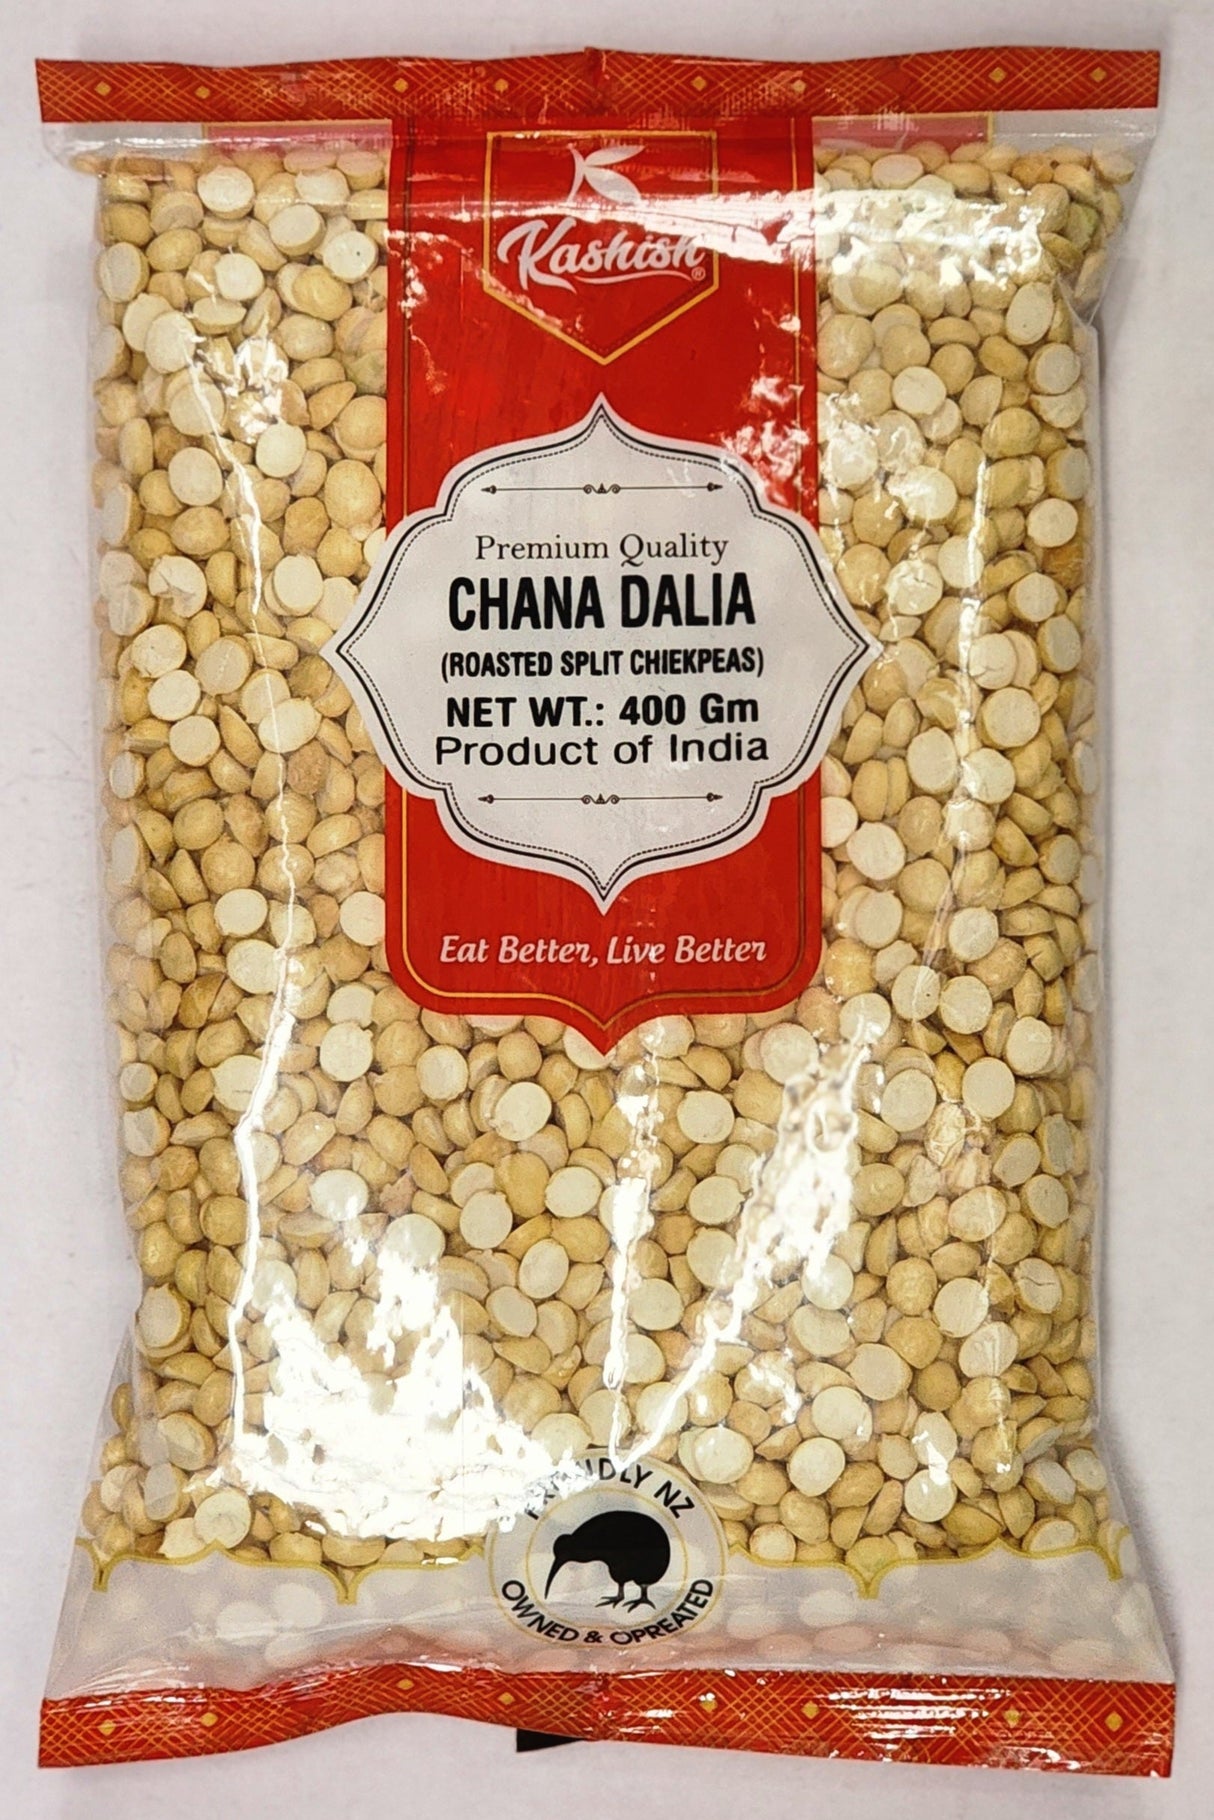 Kashish®
Premium Quality
CHANA DALIA
(ROASTED SPLIT CHIEKPEAS)
NET WT.: 400 Gm
Product of India
Eat Better, Live Better
NZ
OWNED & OPREATED